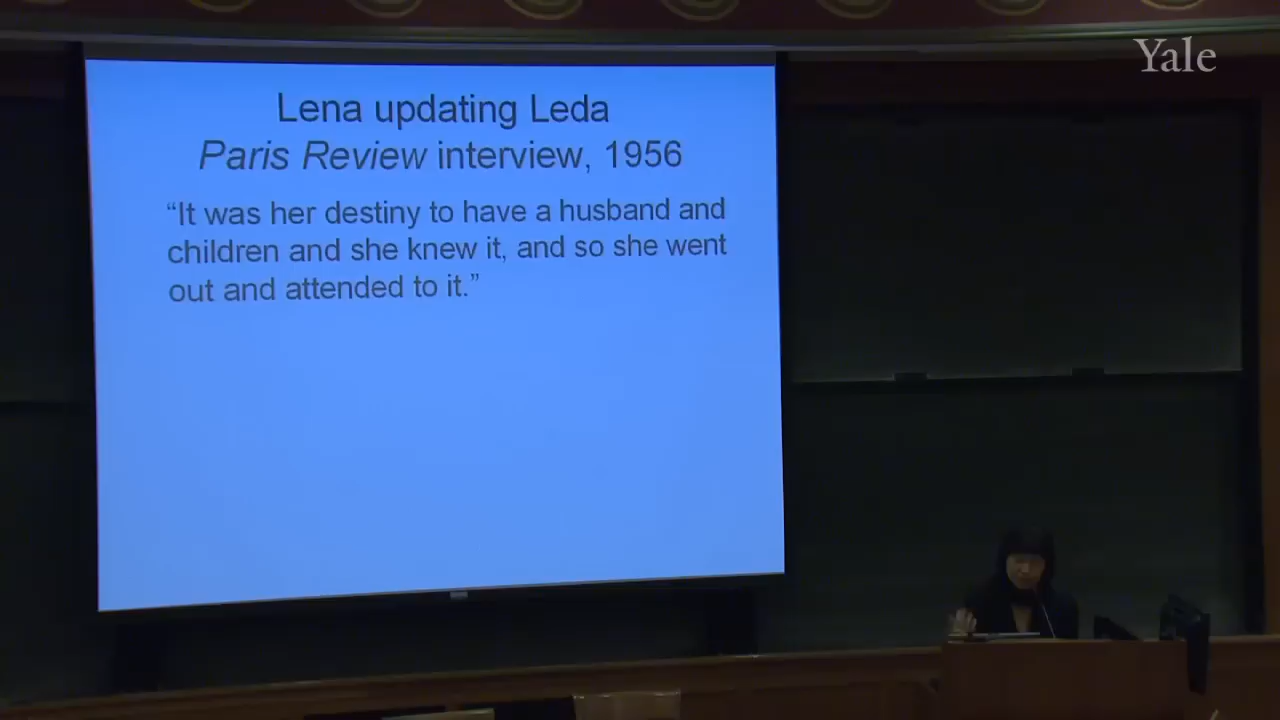 Yale
Lena updating Leda
Paris Review interview, 1956
“It was her destiny to have a husband and
children and she knew it, and so she went
out and attended to it.”